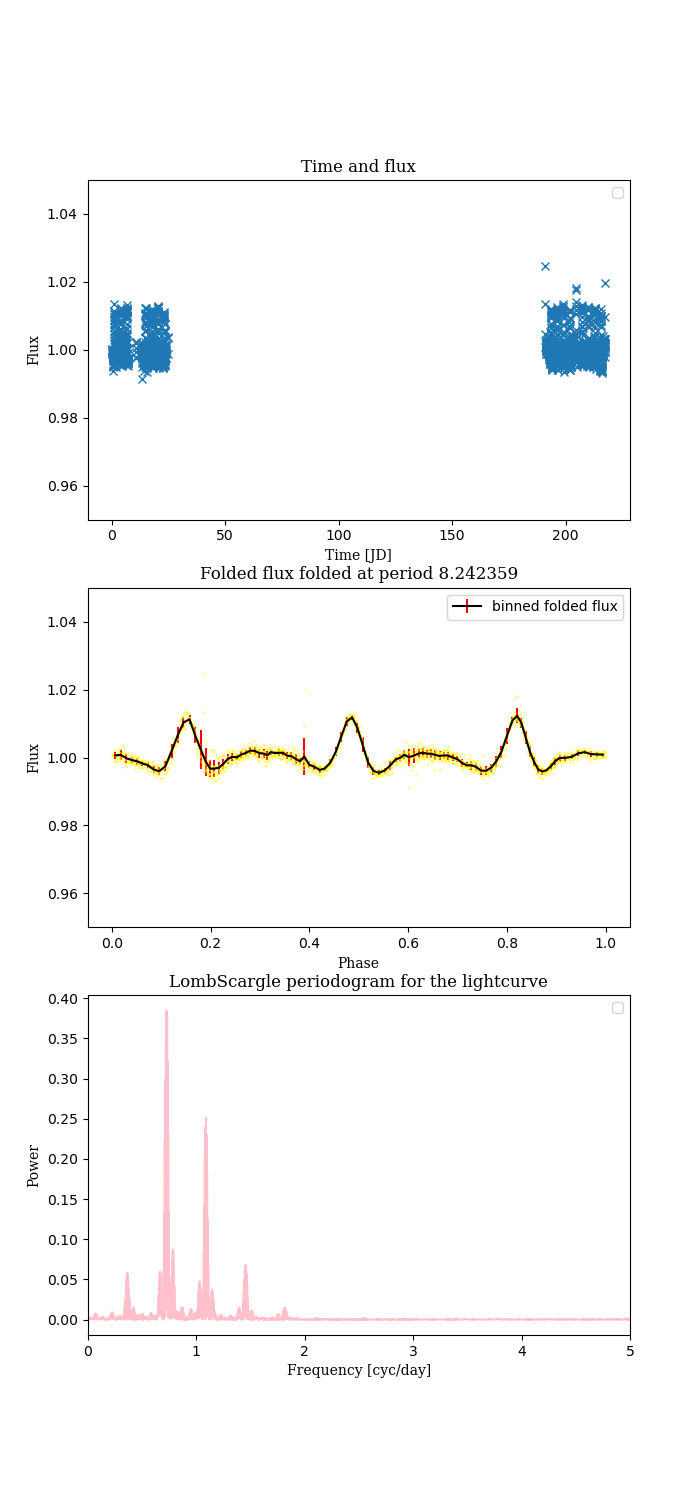 Time and flux
1.04
1.02
1.00
0.98
0.96
Flux
0 50 100 150 200
Time [JD]
Folded flux folded at period 8.242359
binned folded flux
1.04
1.02
1.00
0.98
0.96
Flux
0.0 0.2 0.4 0.6 0.8 1.0
Phase
LombScargle periodogram for the lightcurve
0.40
0.35
0.30
0.25
0.20
0.15
0.10
0.05
0.00
Power
0 1 2 3 4 5
Frequency [cyc/day]